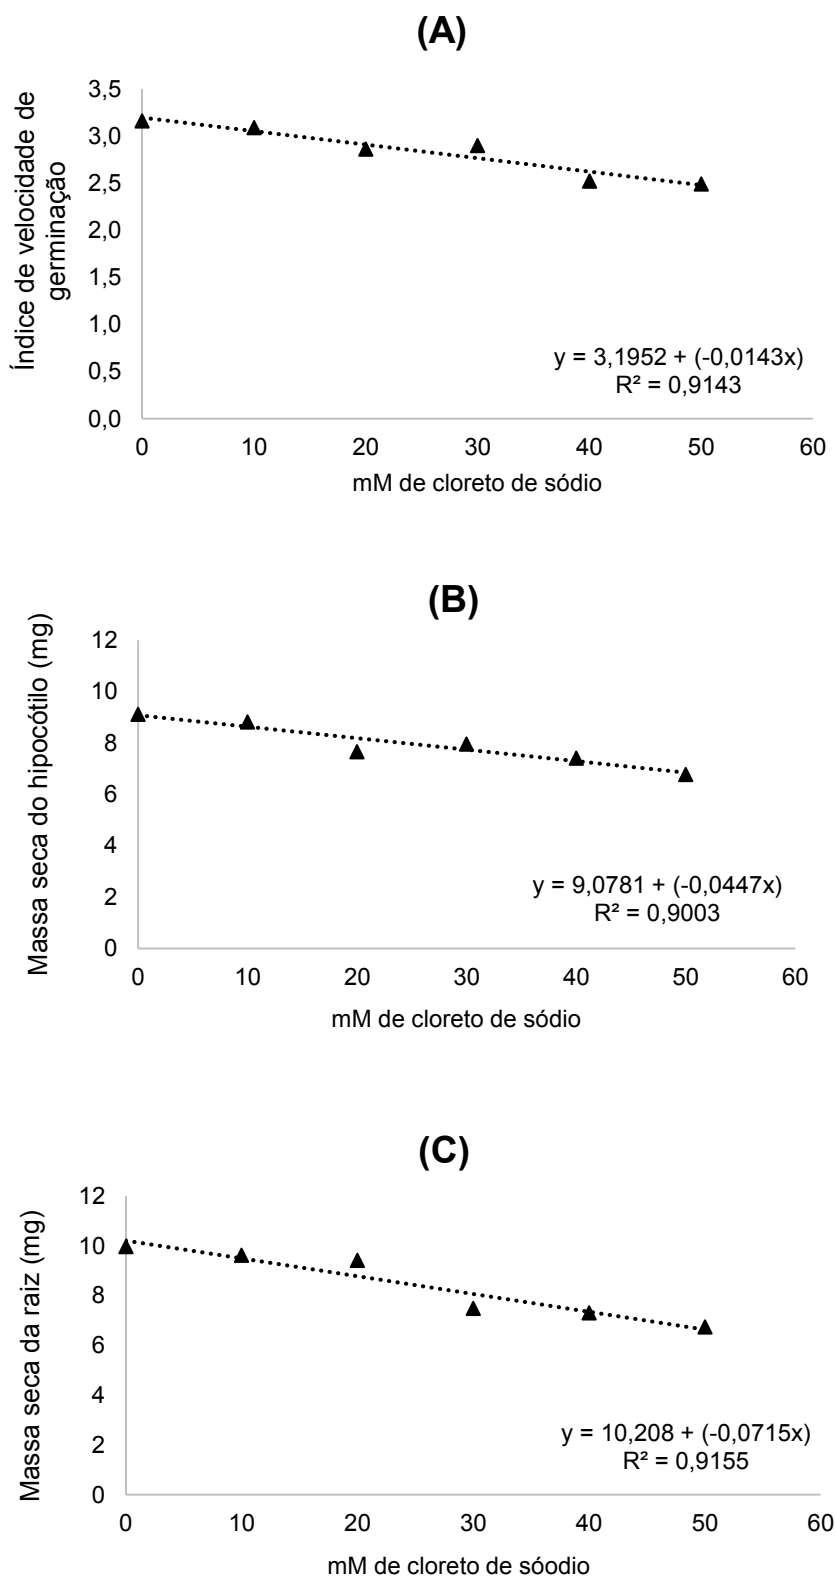 (A)
Índice de velocidade de
germinação
3,5
3,0
2,5
2,0
1,5
1,0
0,5
0,0
y = 3,1952 + (-0,0143x)
R² = 0,9143
0 10 20 30 40 50 60
mM de cloreto de sódio
(B)
Massa seca do hipocótilo (mg)
12
10
8
6
4
2
0
y = 9,0781 + (-0,0447x)
R² = 0,9003
0 10 20 30 40 50 60
mM de cloreto de sódio
(C)
Massa seca da raiz (mg)
12
10
8
6
4
2
0
y = 10,208 + (-0,0715x)
R² = 0,9155
0 10 20 30 40 50 60
mM de cloreto de sóodio